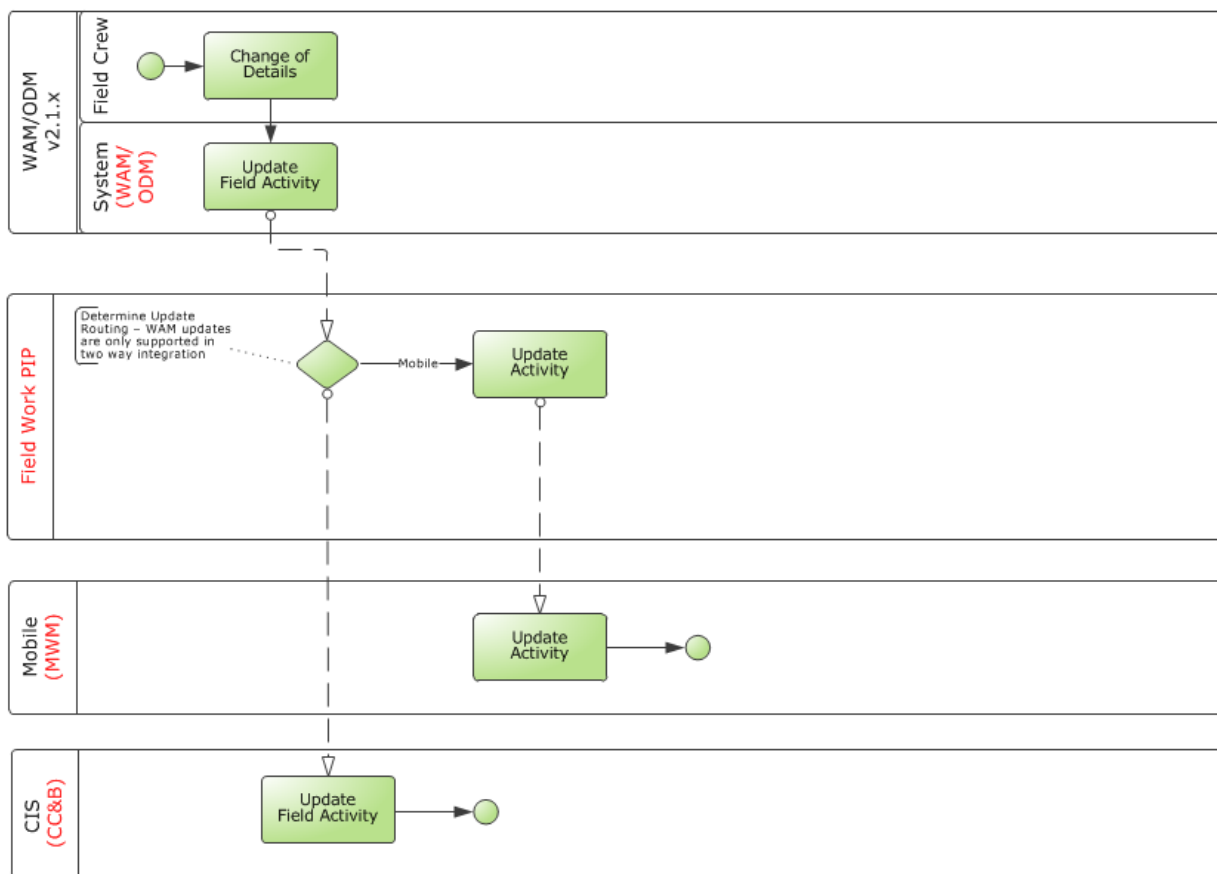 WAM/ODM
v2.1.x
Field Crew
Change of
Details
System
(WAM/
ODM)
Update
Field Activity
Field Work PIP
Determine Update
Routing – WAM updates
are only supported in
two way integration
Mobile
Update
Activity
Mobile
(MWM)
Update
Activity
CIS
(CC&B)
Update
Field Activity